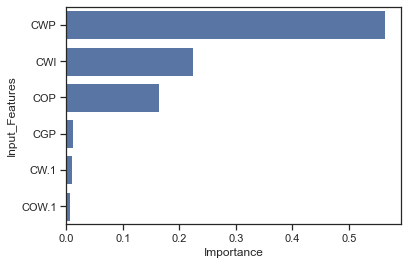 CWP
CWI
COP
CGP
CW.1
COW.1
Input_Features
0.0 0.1 0.2 0.3 0.4 0.5
Importance